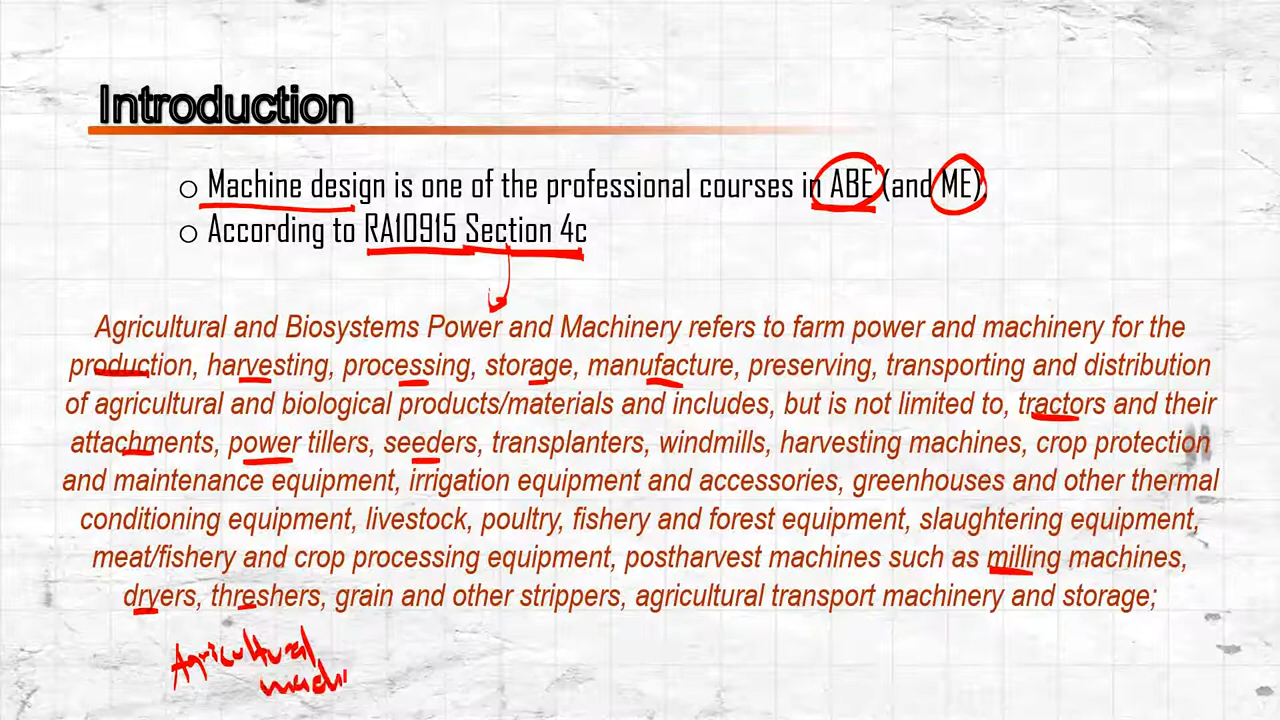 Introduction
Machine design is one of the professional courses in ABE (and ME)
According to RA10915 Section 4c
Agricultural and Biosystems Power and Machinery refers to farm power and machinery for the
production, harvesting, processing, storage, manufacture, preserving, transporting and distribution
of agricultural and biological products/materials and includes, but is not limited to, tractors and their
attachments, power tillers, seeders, transplanters, windmills, harvesting machines, crop protection
and maintenance equipment, irrigation equipment and accessories, greenhouses and other thermal
conditioning equipment, livestock, poultry, fishery and forest equipment, slaughtering equipment,
meat/fishery and crop processing equipment, postharvest machines such as milling machines,
dryers, threshers, grain and other strippers, agricultural transport machinery and storage;
Agricultural
machi